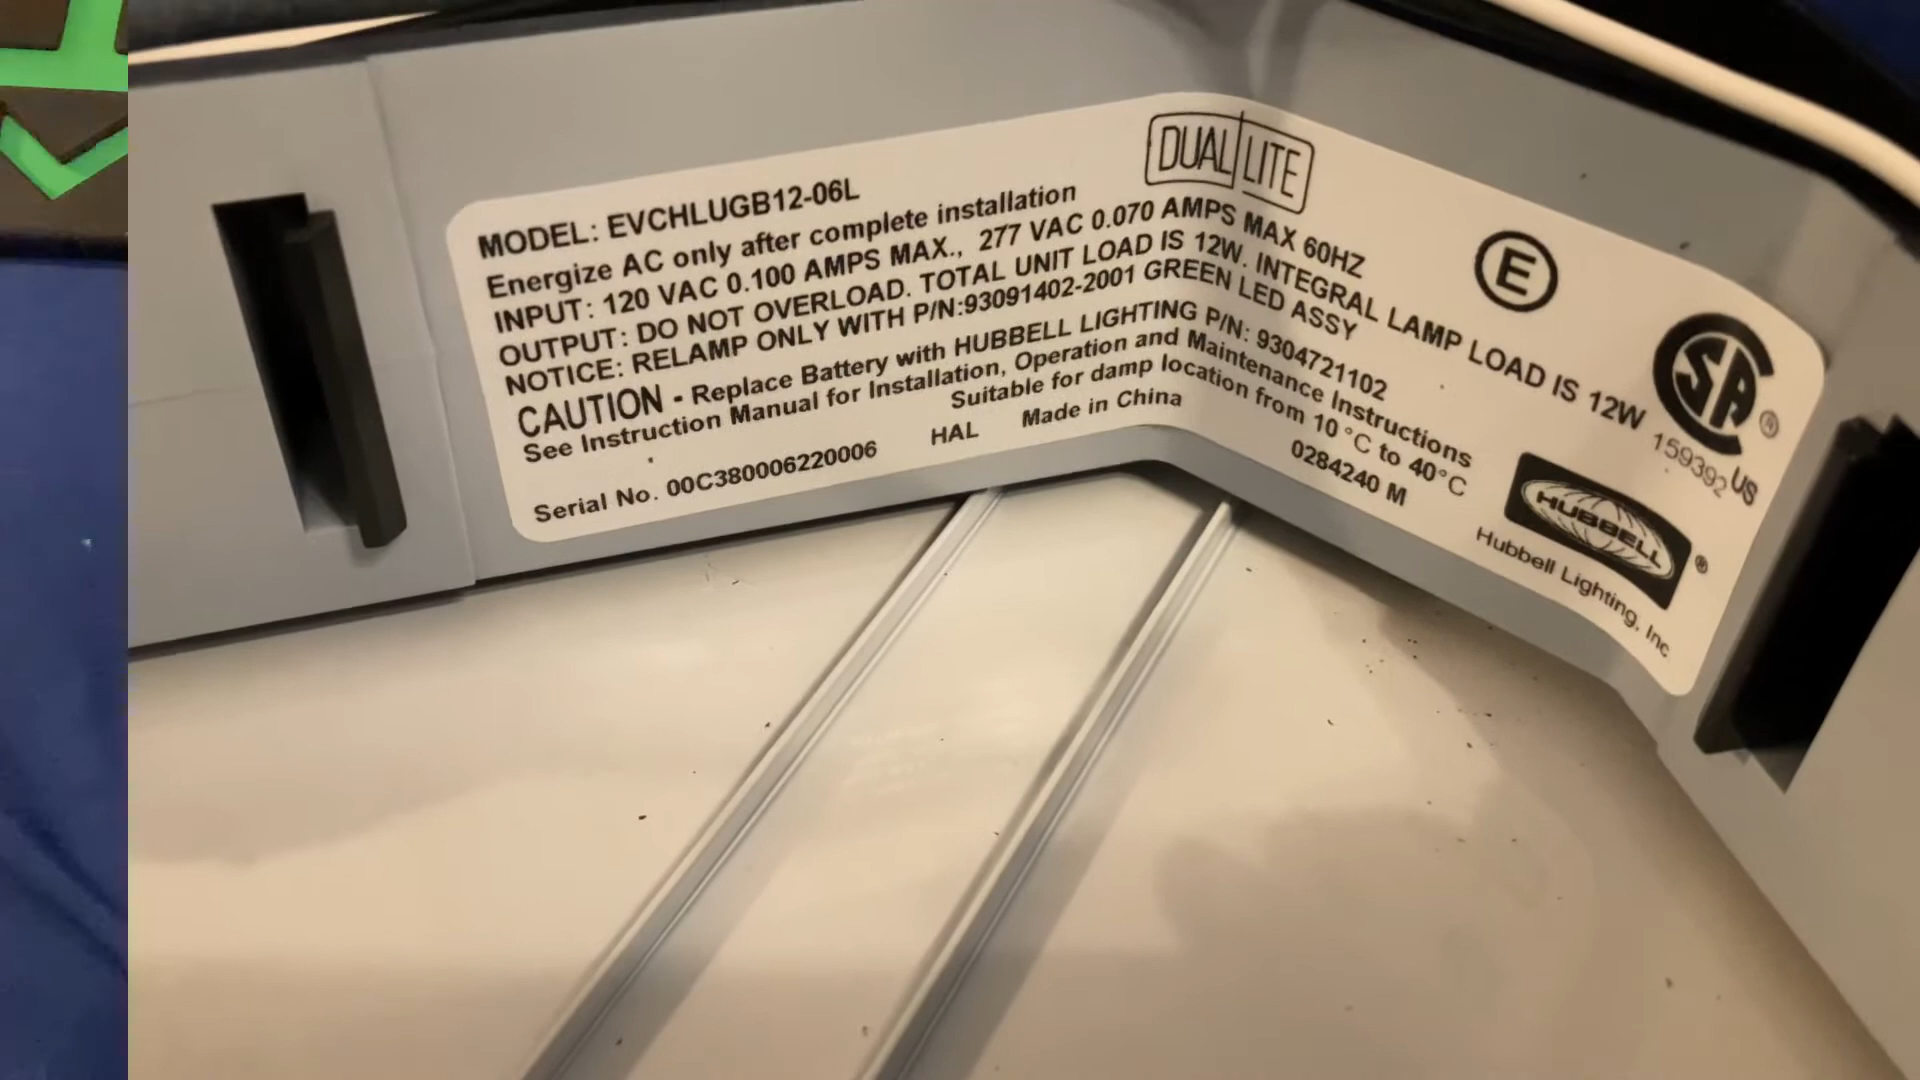 DUAL LITE
MODEL: EVCHLUGB12-06L
Energize AC only after complete installation
INPUT: 120 VAC 0.100 AMPS MAX., 277 VAC 0.070 AMPS MAX 60HZ
OUTPUT: DO NOT OVERLOAD. TOTAL UNIT LOAD IS 12W. INTEGRAL LAMP LOAD IS 12W
NOTICE: RELAMP ONLY WITH P/N:93091402-2001 GREEN LED ASSY
CAUTION - Replace Battery with HUBBELL LIGHTING P/N: 9304721102
See Instruction Manual for Installation, Operation and Maintenance Instructions
Suitable for damp location from 10 °C to 40°C
Serial No. 00C380006220006 HAL Made in China 0284240 M
E
SA ®
159392 US
HUBBELL ®
Hubbell Lighting, Inc